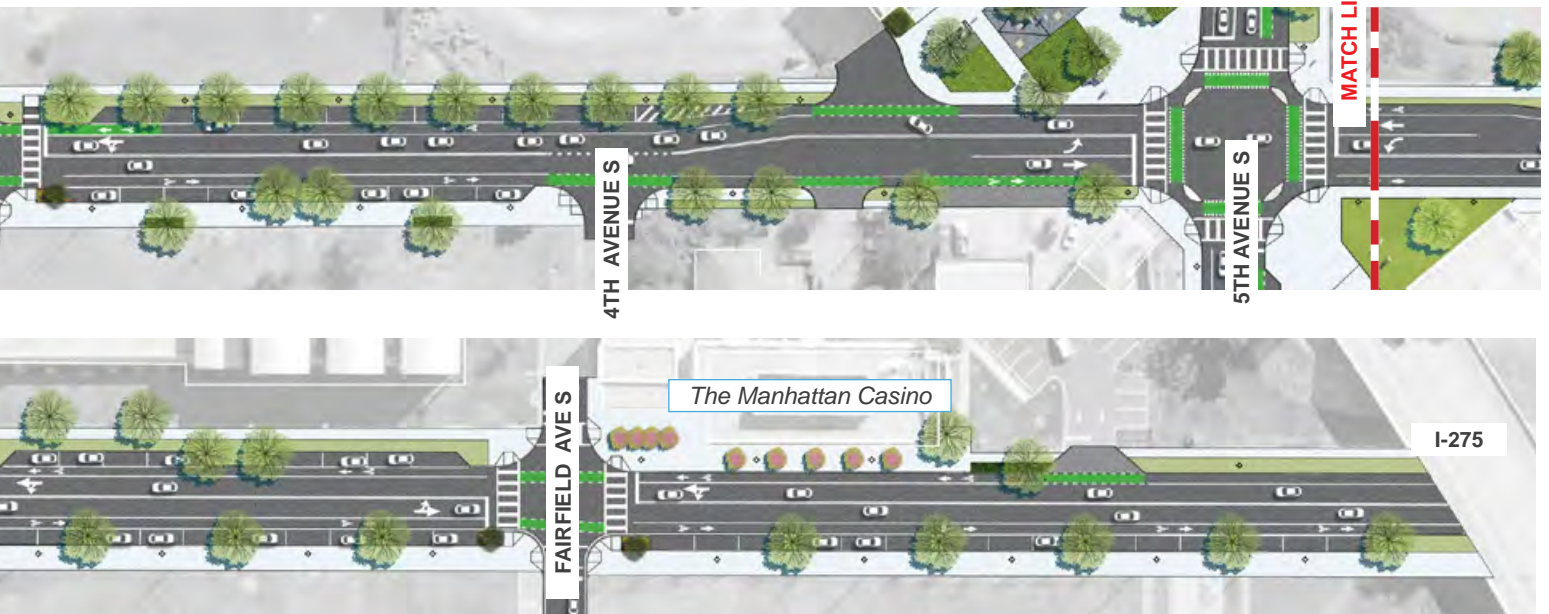 MATCH LI
4TH AVENUE S
5TH AVENUE S
The Manhattan Casino
FAIRFIELD AVE S
I-275